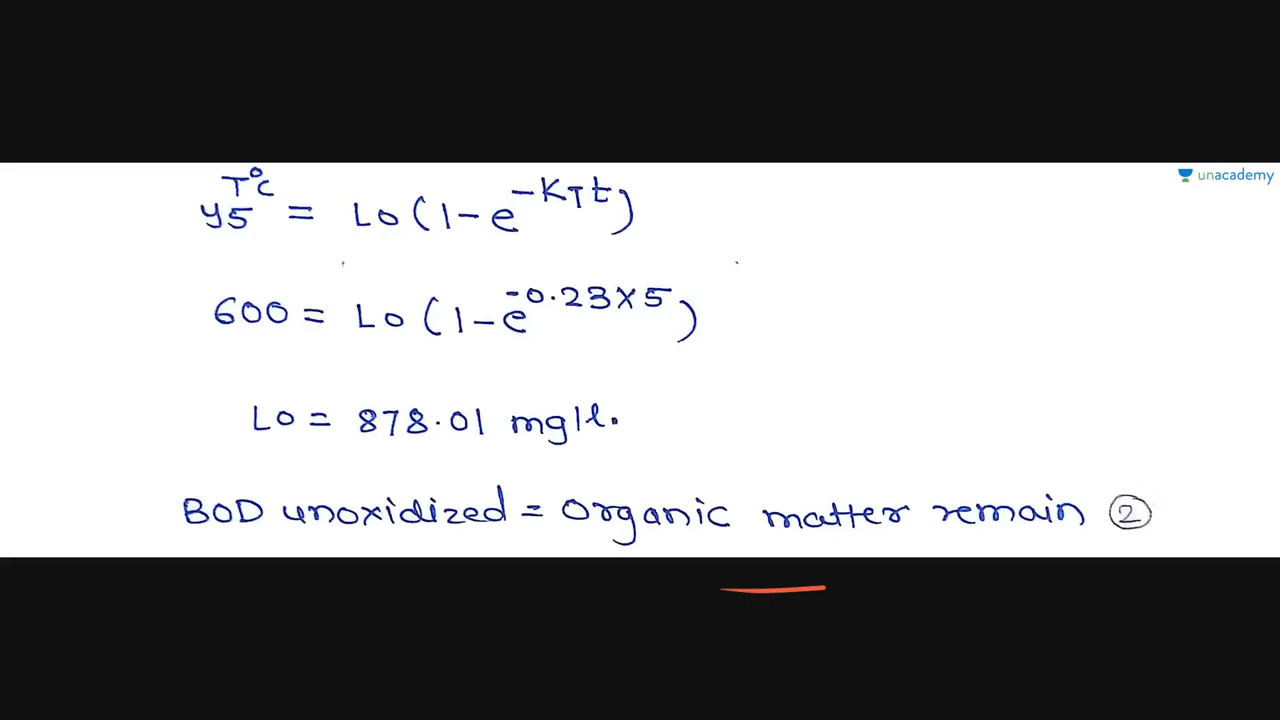 unacademy
y5 T°C = Lo(1-e^-KTt)
600 = Lo(1-e^-0.23×5)
Lo = 878.01 mg/l.
BOD unoxidized = Organic matter remain ②